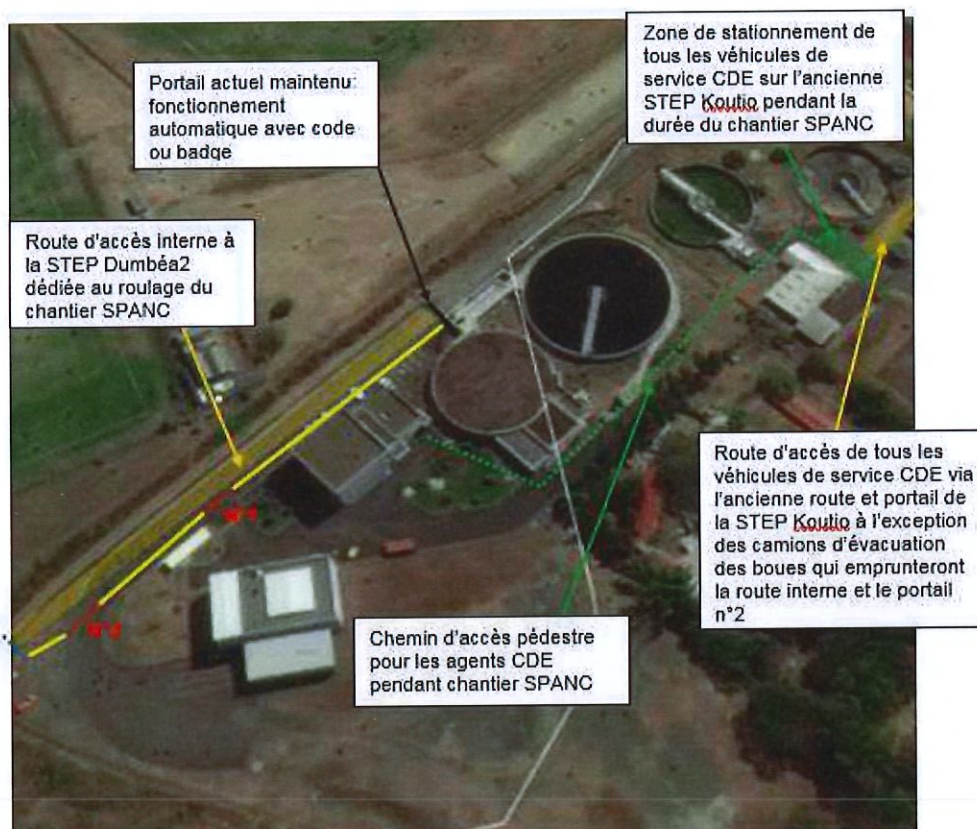 Portail actuel maintenu:
fonctionnement
automatique avec code
ou badge
Zone de stationnement de
tous les véhicules de
service CDE sur l'ancienne
STEP Koutio pendant la
durée du chantier SPANC
Route d'accès interne à
la STEP Dumbéa2
dédiée au roulage du
chantier SPANC
Route d'accès de tous les
véhicules de service CDE via
l'ancienne route et portail de
la STEP Koutio à l'exception
des camions d'évacuation
des boues qui emprunteront
la route interne et le portail
n°2
Chemin d'accès pédestre
pour les agents CDE
pendant chantier SPANC